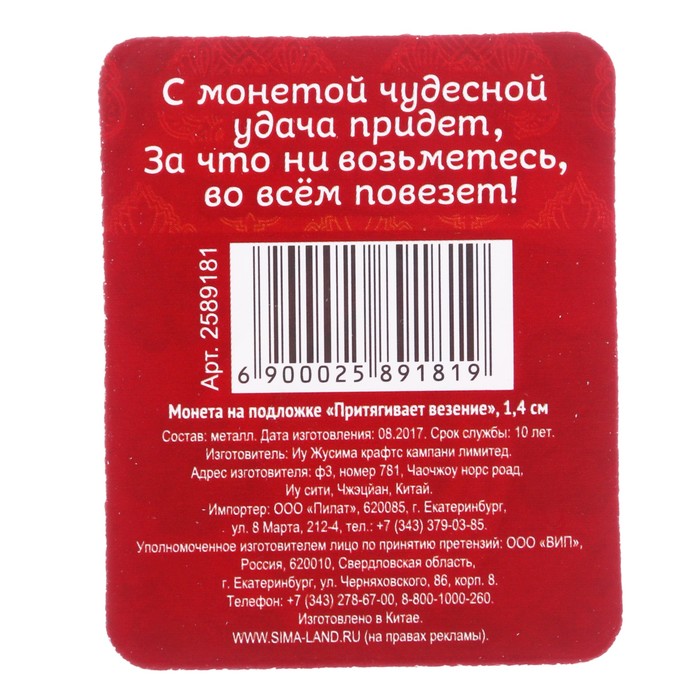 С монетой чудесной
удача придет,
За что ни возьметесь,
во всём повезет!
Арт. 2589181
6 900025 891819
Монета на подложке «Притягивает везение», 1,4 см
Состав: металл. Дата изготовления: 08.2017. Срок службы: 10 лет.
Изготовитель: Иу Жусима крафтс кампани лимитед.
Адрес изготовителя: ф3, номер 781, Чаочжоу норс роад,
Иу сити, Чжэцйан, Китай.
Импортер: ООО «Пилат», 620085, г. Екатеринбург,
ул. 8 Марта, 212-4, тел.: +7 (343) 379-03-85.
Уполномоченное изготовителем лицо по принятию претензий: ООО «ВИП»,
Россия, 620010, Свердловская область,
г. Екатеринбург, ул. Черняховского, 86, корп. 8.
Телефон: +7 (343) 278-67-00, 8-800-1000-260.
Изготовлено в Китае.
WWW.SIMA-LAND.RU (на правах рекламы).